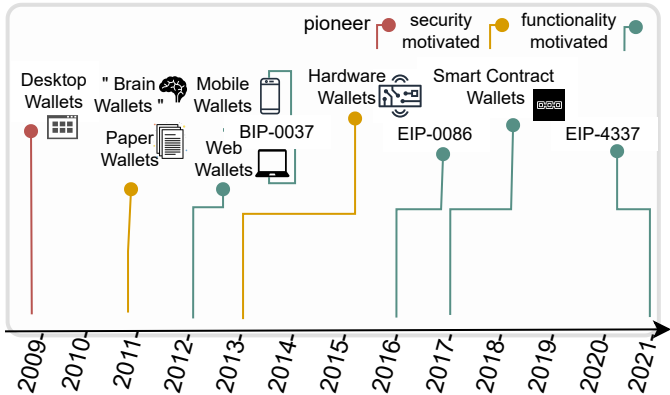 pioneer
security
motivated
functionality
motivated
Desktop
Wallets
" Brain
Wallets "
Mobile
Wallets
Hardware
Wallets
Smart Contract
Wallets
Paper
Wallets
Web
Wallets
BIP-0037
EIP-0086
EIP-4337
2009
2010
2011
2012
2013
2014
2015
2016
2017
2018
2019
2020
2021